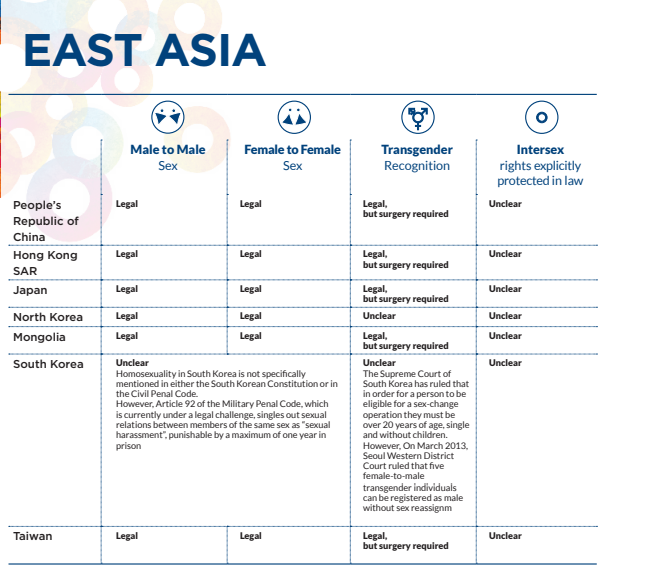 EAST ASIA
Male to Male
Sex
Female to Female
Sex
Transgender
Recognition
Intersex
rights explicitly
protected in law
People's
Republic of
China
Legal
Legal
Legal,
but surgery required
Unclear
Hong Kong
SAR
Legal
Legal
Legal,
but surgery required
Unclear
Japan
Legal
Legal
Legal,
but surgery required
Unclear
North Korea
Legal
Legal
Unclear
Unclear
Mongolia
Legal
Legal
Legal,
but surgery required
Unclear
South Korea
Unclear
Homosexuality in South Korea is not specifically
mentioned in either the South Korean Constitution or in
the Civil Penal Code.
However, Article 92 of the Military Penal Code, which
is currently under a legal challenge, singles out sexual
relations between members of the same sex as "sexual
harassment", punishable by a maximum of one year in
prison
Unclear
The Supreme Court of
South Korea has ruled that
in order for a person to be
eligible for a sex-change
operation they must be
over 20 years of age, single
and without children.
However, On March 2013,
Seoul Western District
Court ruled that five
female-to-male
transgender individuals
can be registered as male
without sex reassignm
Unclear
Taiwan
Legal
Legal
Legal,
but surgery required
Unclear